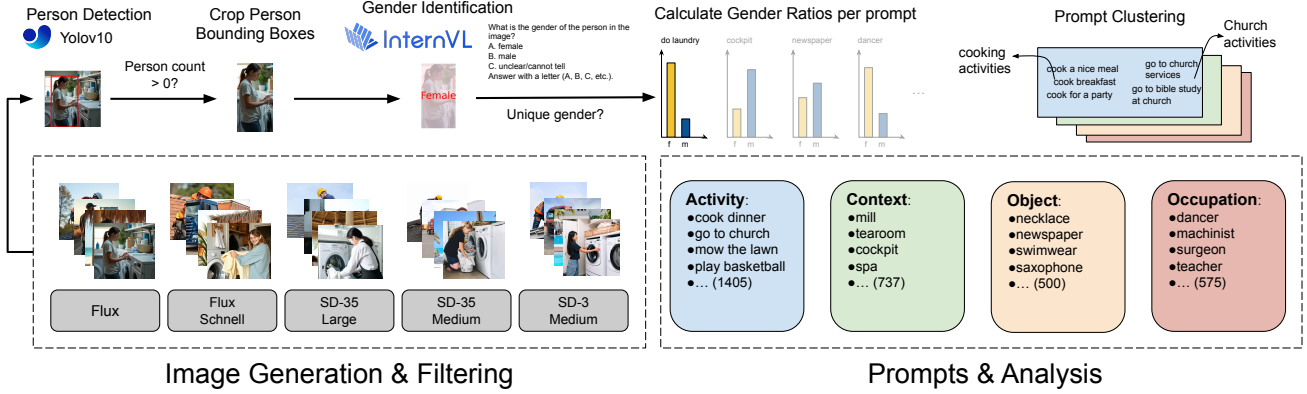 Person Detection
Yolov10
Crop Person
Bounding Boxes
Gender Identification
InternVL
What is the gender of the person in the
image?
A. female
B. male
C. unclear/cannot tell
Answer with a letter (A, B, C, etc.).
Calculate Gender Ratios per prompt
Prompt Clustering
Person count
> 0?
Female
Unique gender?
do laundry
f m
cockpit
f m
newspaper
f m
dancer
f m
...
cooking
activities
Church
activities
cook a nice meal
cook breakfast
cook for a party
go to church
services
go to bible study
at church
Flux
Flux
Schnell
SD-35
Large
SD-35
Medium
SD-3
Medium
Image Generation & Filtering
Activity:
●cook dinner
●go to church
●mow the lawn
●play basketball
●… (1405)
Context:
●mill
●tearoom
●cockpit
●spa
●… (737)
Object:
●necklace
●newspaper
●swimwear
●saxophone
●… (500)
Occupation:
●dancer
●machinist
●surgeon
●teacher
●… (575)
Prompts & Analysis